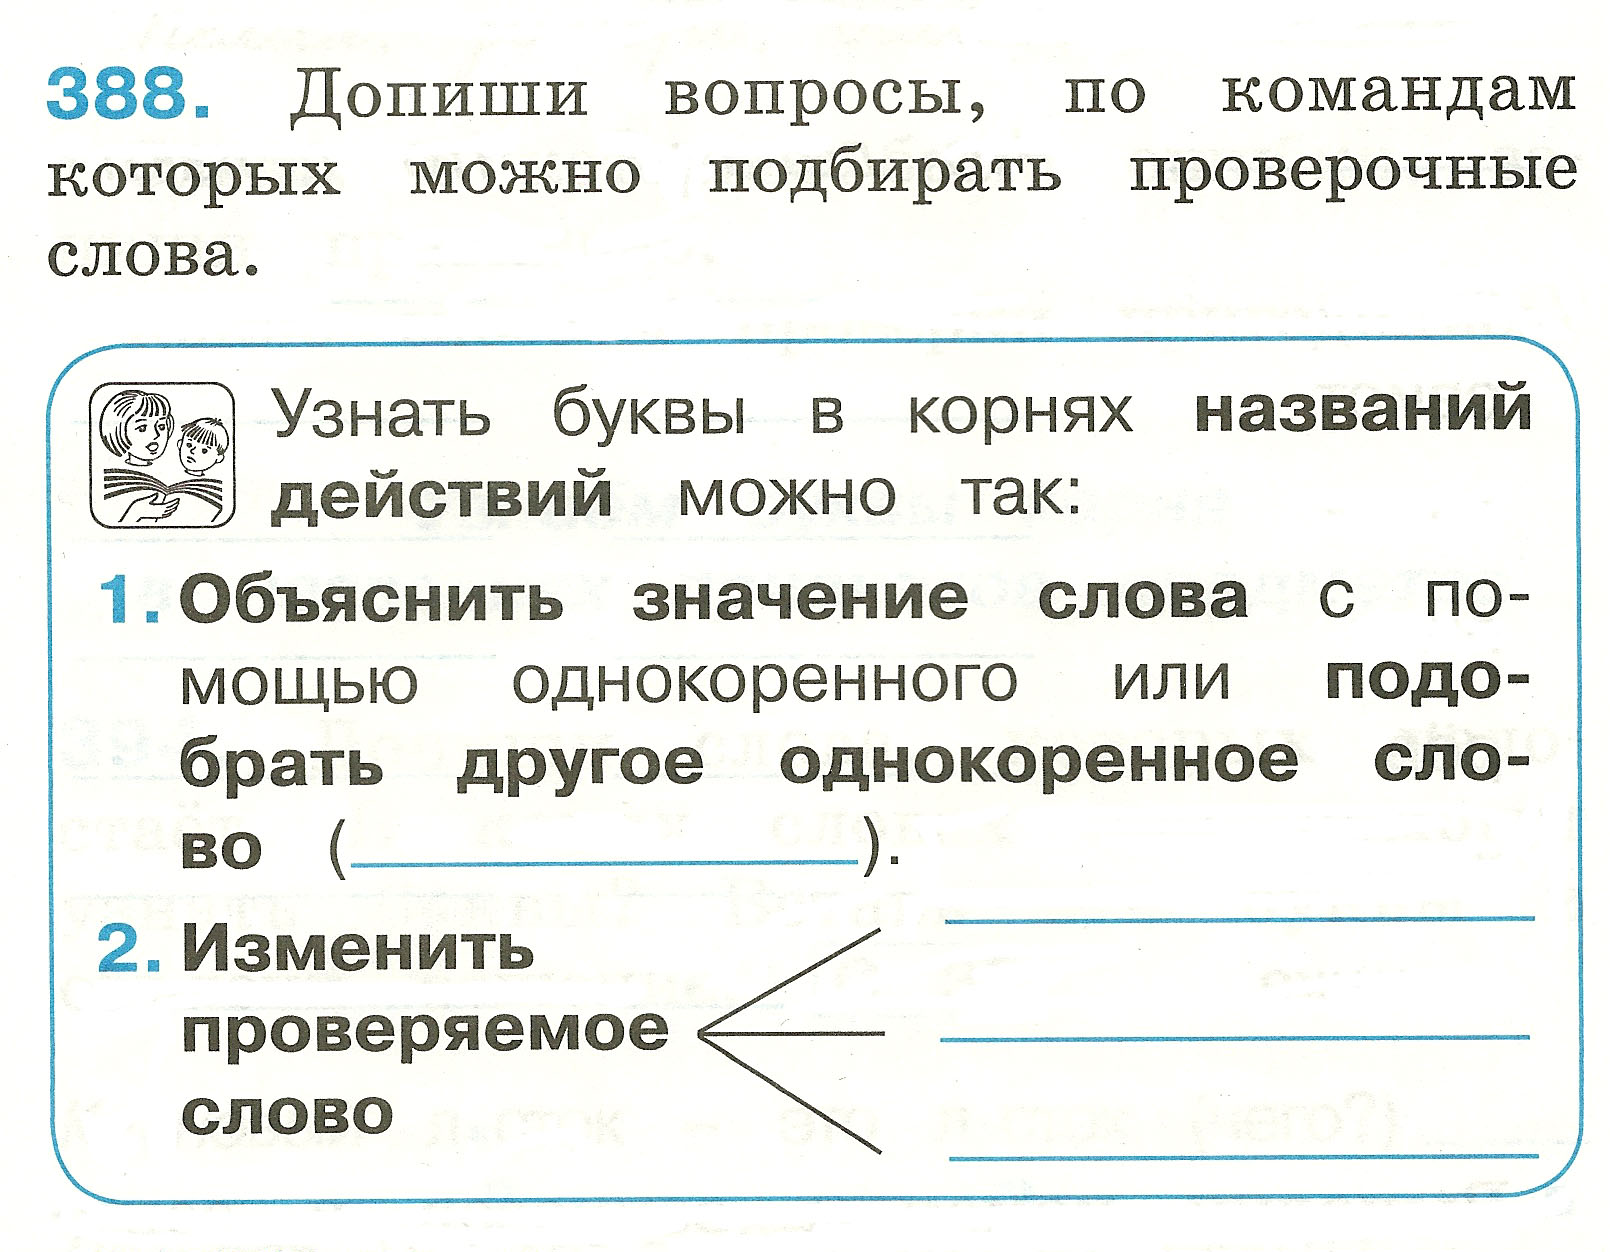 388. Допиши вопросы, по командам
которых можно подбирать проверочные
слова.
Узнать буквы в корнях названий
действий можно так:
1. Объяснить значение слова с по-
мощью однокоренного или подо-
брать другое однокоренное сло-
во (                    ).
2. Изменить
проверяемое
слово